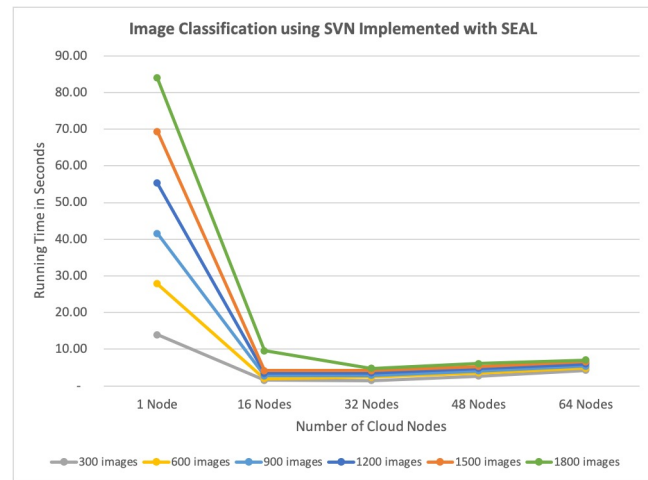 Image Classification using SVN Implemented with SEAL
90.00
80.00
70.00
60.00
50.00
40.00
30.00
20.00
10.00
-
Running Time in Seconds
1 Node 16 Nodes 32 Nodes 48 Nodes 64 Nodes
Number of Cloud Nodes
300 images 600 images 900 images 1200 images 1500 images 1800 images